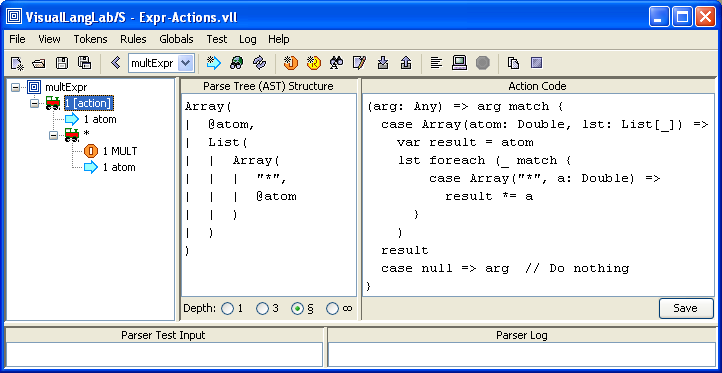 VisualLangLab/S - Expr-Actions.vll
File View Tokens Rules Globals Test Log Help
multExpr
multExpr
1 [action]
1 atom
*
1 MULT
1 atom
Parse Tree (AST) Structure
Array(
| @atom,
| List(
| | Array(
| | | "*",
| | | @atom
| | )
| )
)
Depth: 1 3 § ∞
Action Code
(arg: Any) => arg match {
case Array(atom: Double, lst: List[_]) =>
var result = atom
lst foreach (_ match {
case Array("*", a: Double) =>
result *= a
}
)
result
case null => arg // Do nothing
}
Save
Parser Test Input
Parser Log